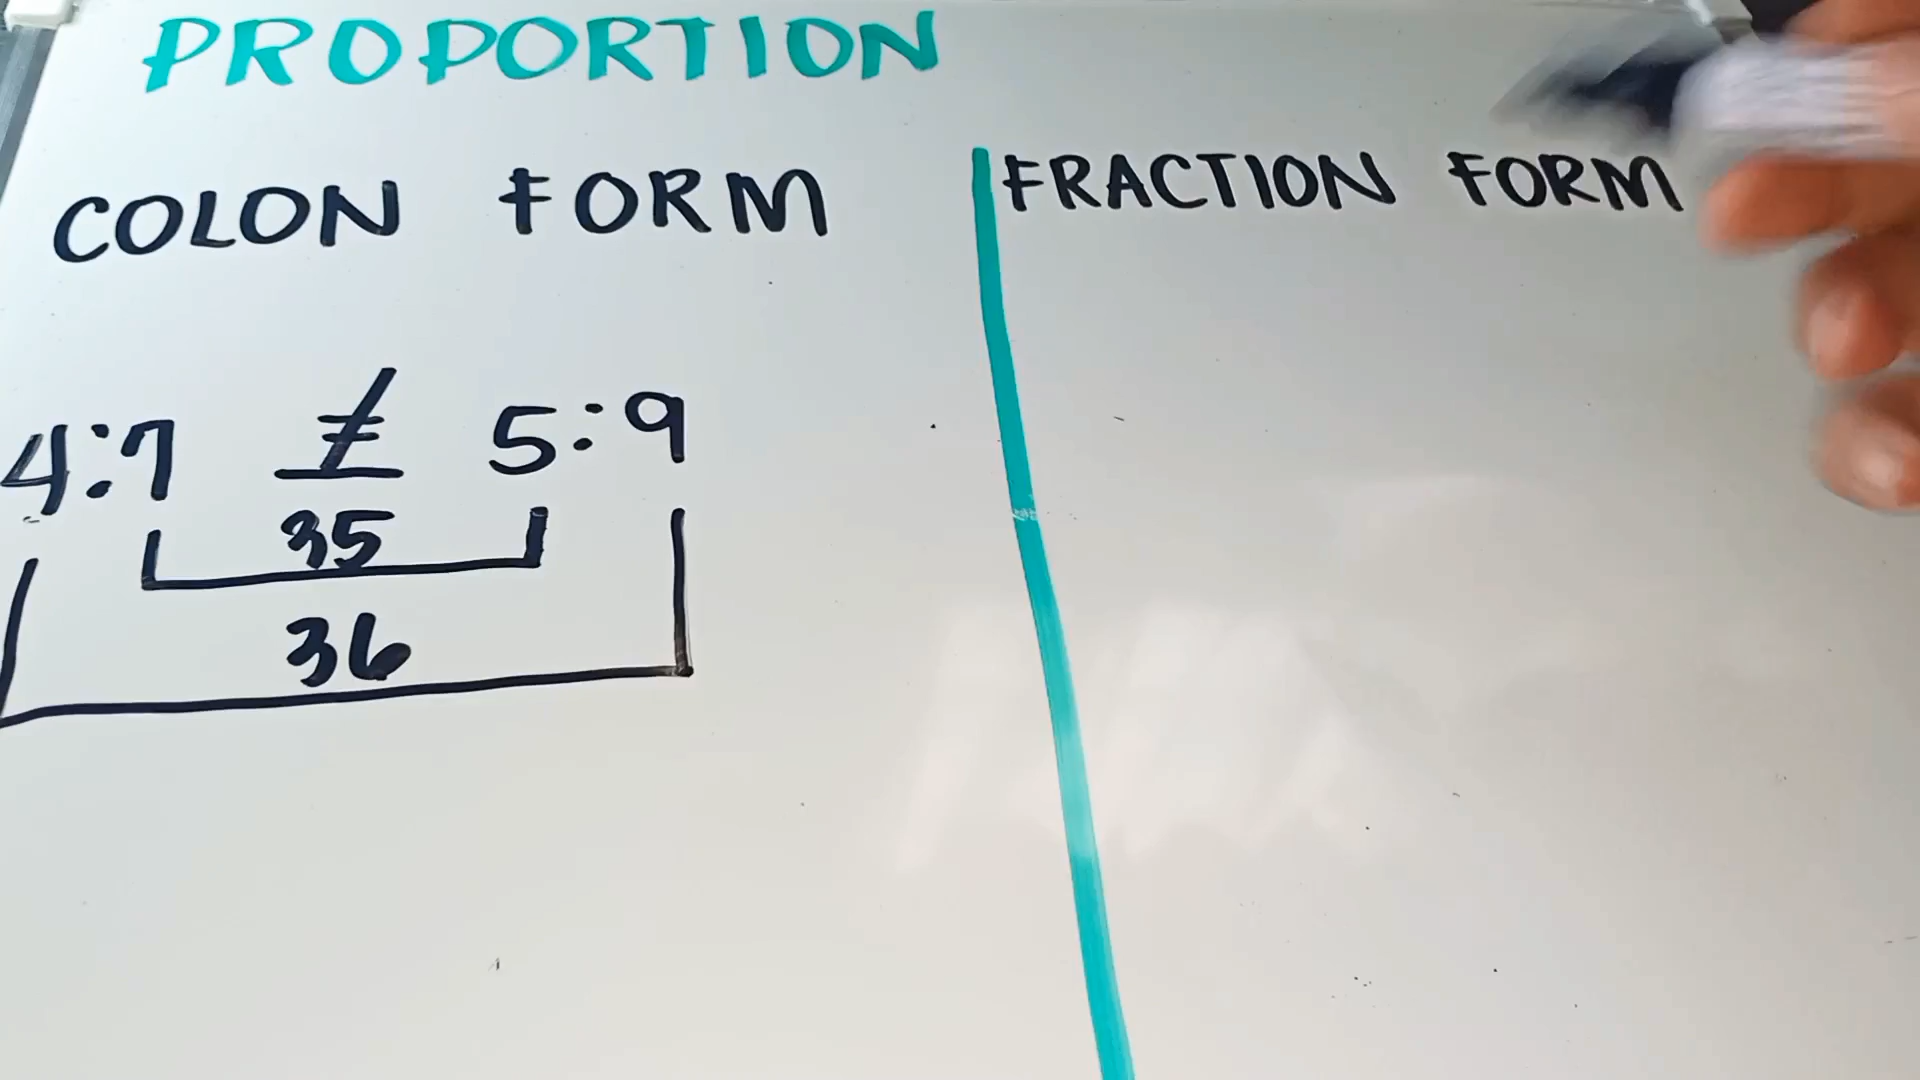 PROPORTION
COLON FORM
FRACTION FORM
4:7 ≠ 5:9
35
36